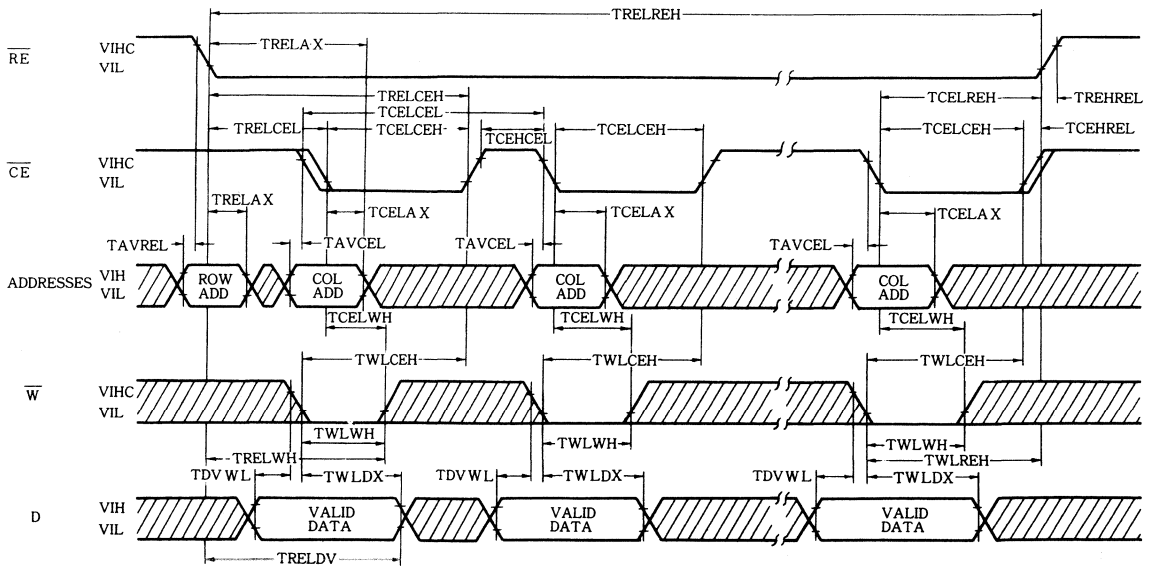 TRELREH
RE VIHC TRELAX
VIL
TRELCEH TCELREH TREHREL
TCELCEL
TRELCEL TCELCEH TCEHCEL TCELCEH TCELCEH TCEHREL
CE VIHC
VIL
TRELAX TCELAX TCELAX TCELAX
TAVREL TAVCEL TAVCEL TAVCEL
ADDRESSES VIH ROW COL COL COL
VIL ADD ADD ADD ADD
TCELWH TCELWH TCELWH
TWLCEH TWLCEH TWLCEH
W VIHC
VIL
TWLWH TWLWH TWLWH
TRELWH TWLREH
TDVWL TWLDX TDVWL TWLDX TDVWL TWLDX
D VIH VALID VALID VALID
VIL DATA DATA DATA
TRELDV